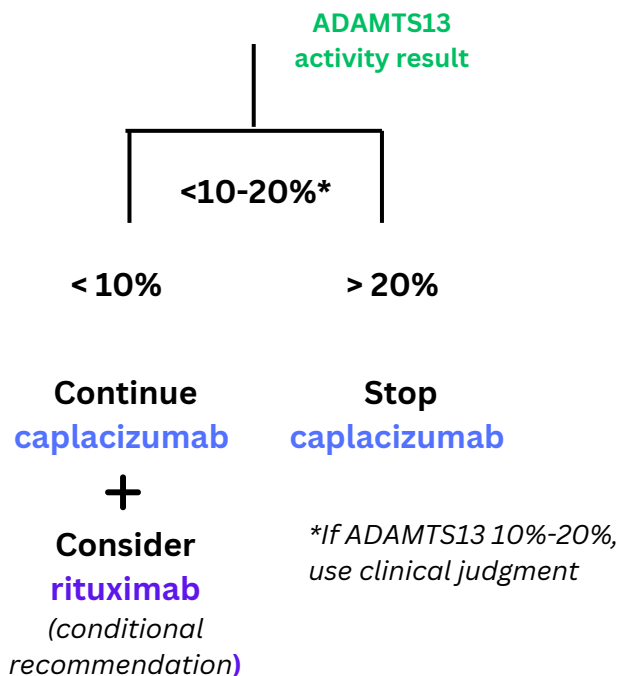 ADAMTS13
activity result
<10-20%*
< 10%
> 20%
Continue
caplacizumab
+
Consider
rituximab
(conditional
recommendation)
Stop
caplacizumab
*If ADAMTS13 10%-20%,
use clinical judgment